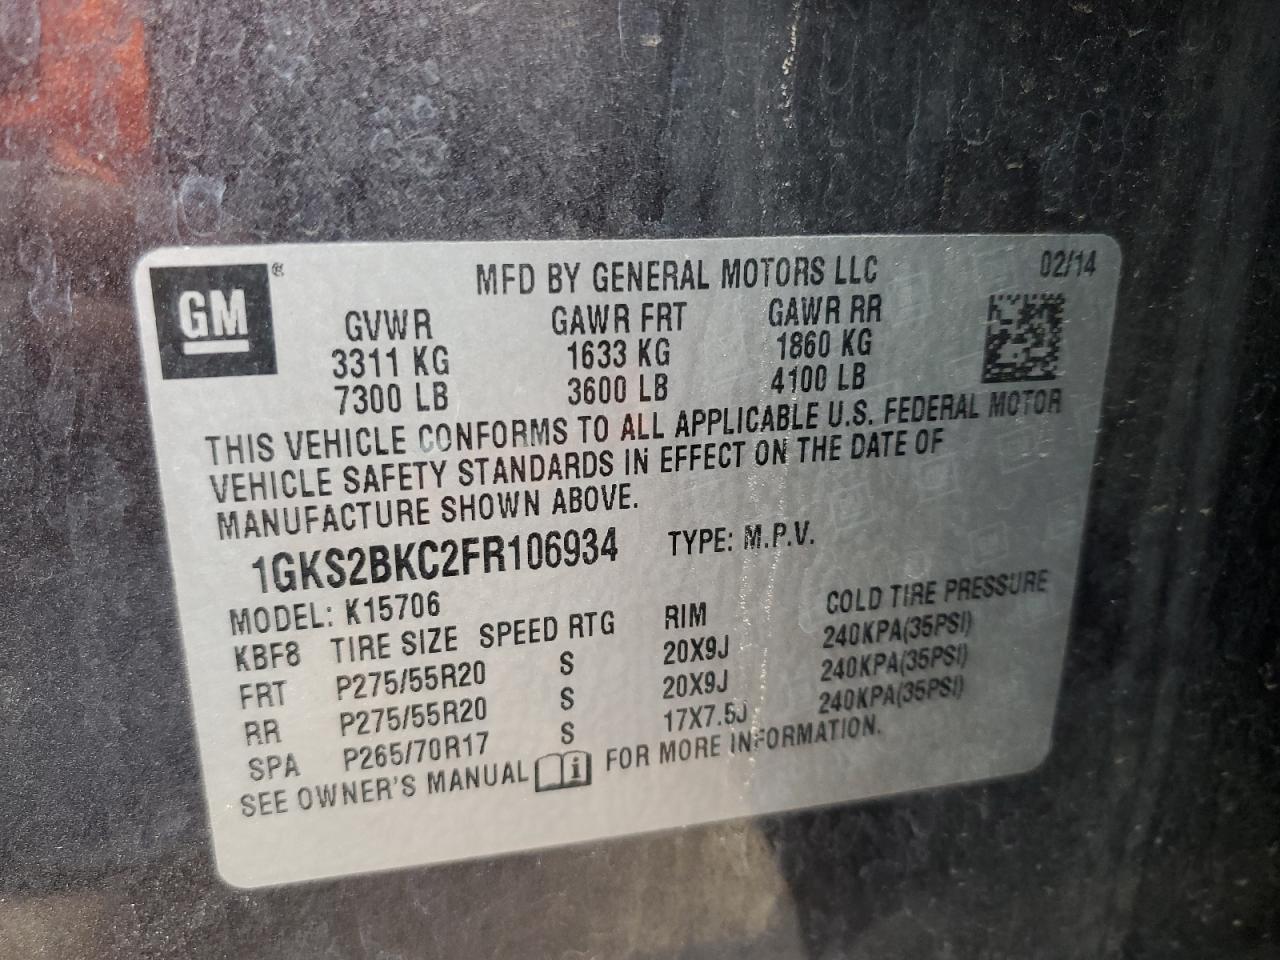 GM®
MFD BY GENERAL MOTORS LLC 02/14
GVWR GAWR FRT GAWR RR
3311 KG 1633 KG 1860 KG
7300 LB 3600 LB 4100 LB
THIS VEHICLE CONFORMS TO ALL APPLICABLE U.S. FEDERAL MOTOR
VEHICLE SAFETY STANDARDS IN EFFECT ON THE DATE OF
MANUFACTURE SHOWN ABOVE.
1GKS2BKC2FR106934 TYPE: M.P.V.
MODEL: K15706
KBF8 TIRE SIZE SPEED RTG RIM COLD TIRE PRESSURE
FRT P275/55R20 S 20X9J 240KPA(35PSI)
RR P275/55R20 S 20X9J 240KPA(35PSI)
SPA P265/70R17 S 17X7.5J 240KPA(35PSI)
SEE OWNER'S MANUAL i FOR MORE INFORMATION.